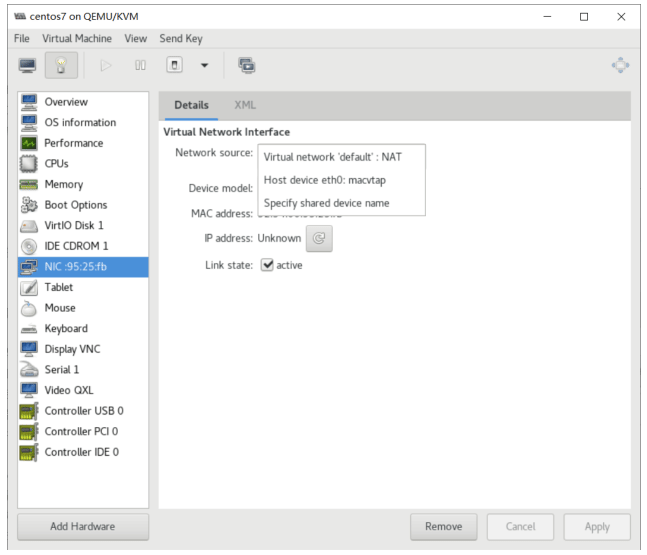 centos7 on QEMU/KVM
File Virtual Machine View Send Key
Overview
OS information
Performance
CPUs
Memory
Boot Options
VirtIO Disk 1
IDE CDROM 1
NIC :95:25:fb
Tablet
Mouse
Keyboard
Display VNC
Serial 1
Video QXL
Controller USB 0
Controller PCI 0
Controller IDE 0
Add Hardware
Details XML
Virtual Network Interface
Network source:
Virtual network 'default' : NAT
Host device eth0: macvtap
Specify shared device name
Device model:
MAC address:
IP address: Unknown
Link state: active
Remove Cancel Apply